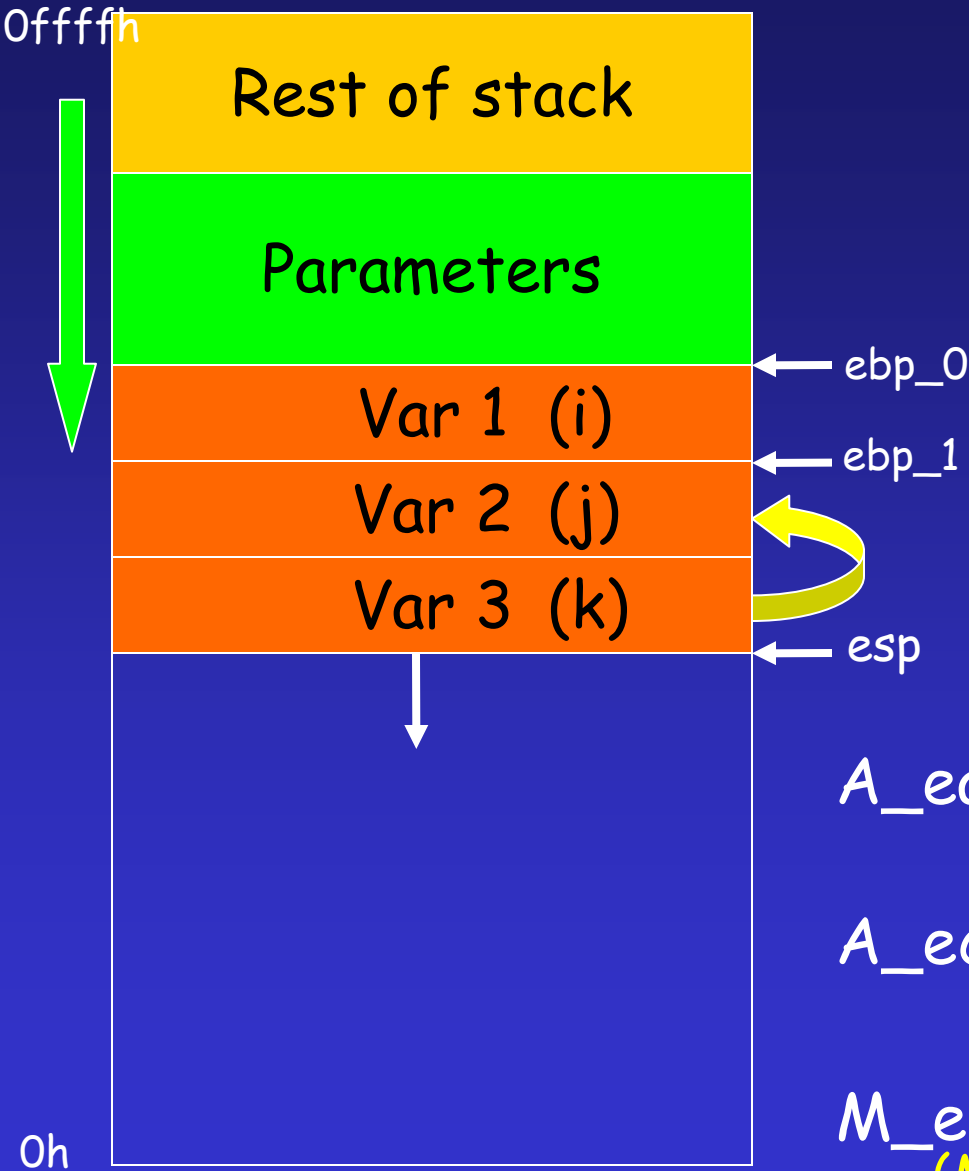 0ffffh
Rest of stack
Parameters
ebp_0
Var 1 (i)
ebp_1
Var 2 (j)
Var 3 (k)
esp
0h